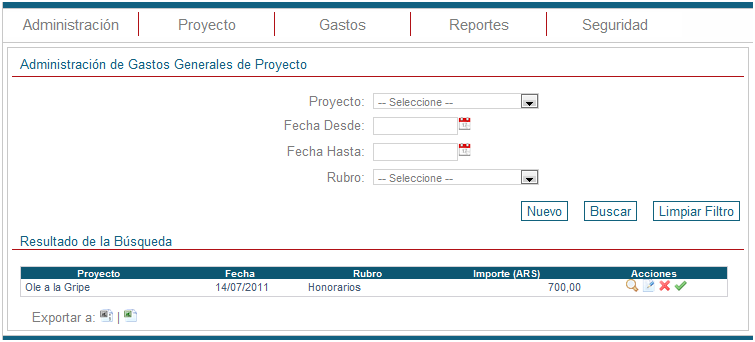 Administración Proyecto Gastos Reportes Seguridad
Administración de Gastos Generales de Proyecto
Proyecto: -- Seleccione --
Fecha Desde:
Fecha Hasta:
Rubro: -- Seleccione --
Nuevo Buscar Limpiar Filtro
Resultado de la Búsqueda
Proyecto Fecha Rubro Importe (ARS) Acciones
Ole a la Gripe 14/07/2011 Honorarios 700,00
Exportar a: |